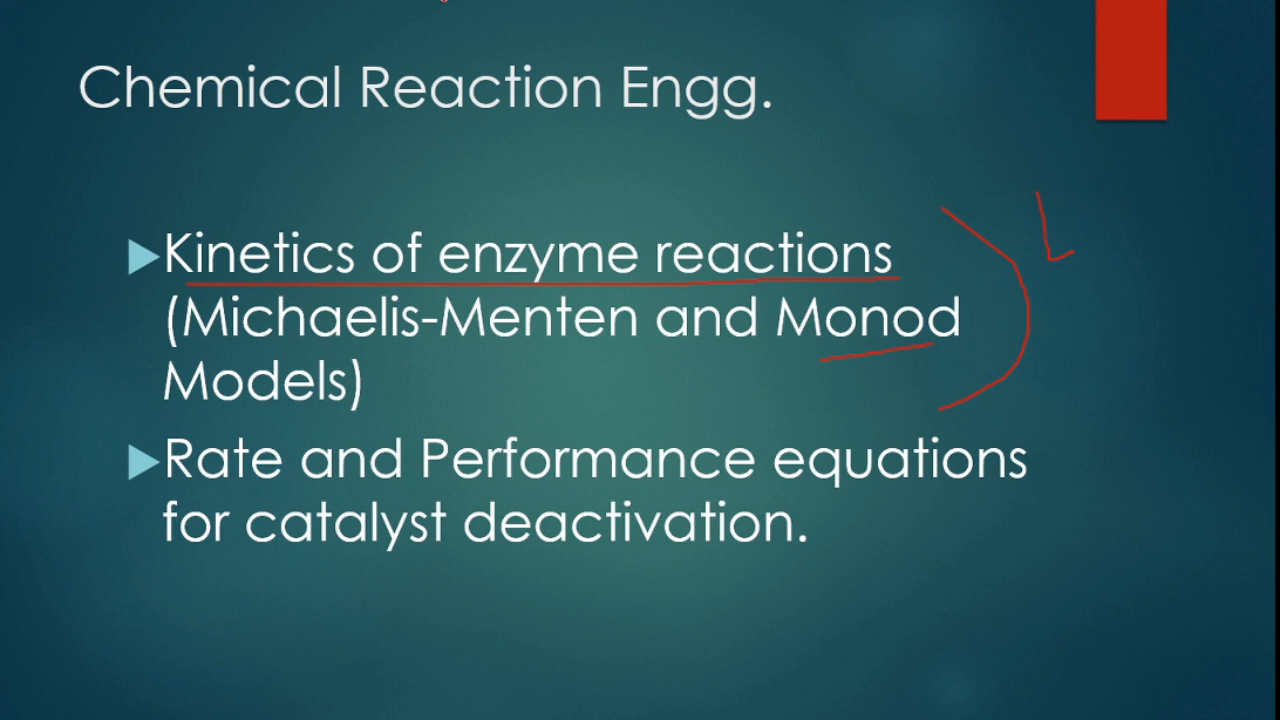 Chemical Reaction Engg.
Kinetics of enzyme reactions
(Michaelis-Menten and Monod
Models)
Rate and Performance equations
for catalyst deactivation.